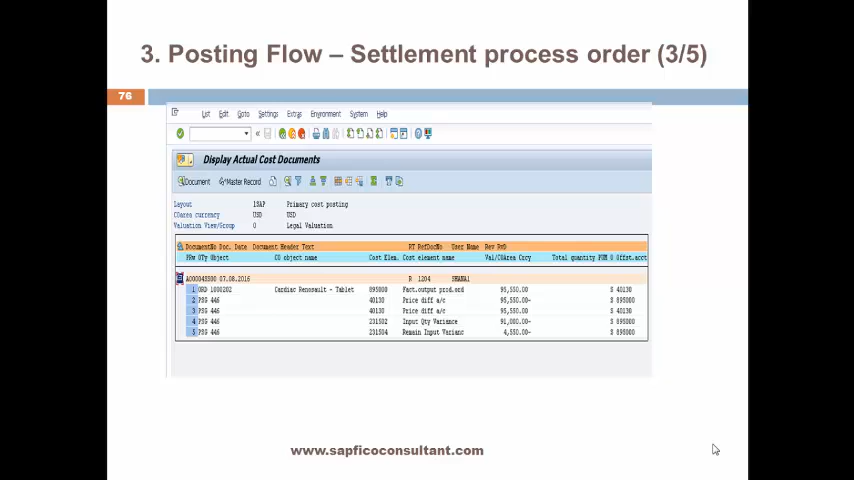 3. Posting Flow – Settlement process order (3/5)
76
List Edit Goto Settings Extras Environment System Help
Display Actual Cost Documents
Document Master Record
Layout 1SAP Primary cost posting
COarea currency USD USD
Valuation View/Group 0 Legal Valuation
DocumentNo Doc. Date Document Header Text RT RefDocNo User Name Rev RvD
PRw OTy Object CO object name Cost Elem. Cost element name Val/COArea Crcy Total quantity PUM O Offst.acct
07.08.2016 R 1204
1 ORD 1000202 Cardiac Renosault - Tablet 895000 Fact.output prod.ord 95,550.00 S 40130
2 PSG 446 40130 Price diff a/c 95,550.00- S 895000
3 PSG 446 40130 Price diff a/c 95,550.00 S 40130
4 PSG 446 231502 Input Qty Variance 91,000.00- S 895000
5 PSG 446 231504 Remain Input Varianc 4,550.00- S 895000
www.sapficoconsultant.com